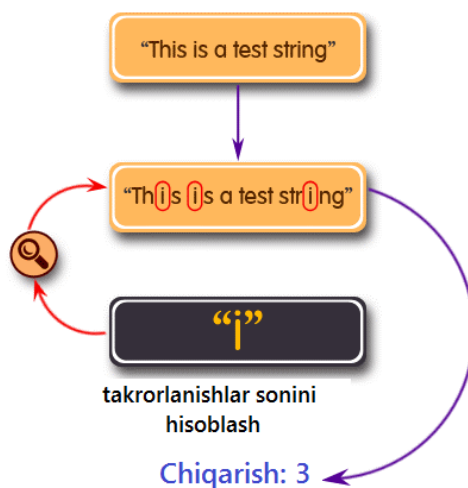 “This is a test string”
“This is a test string”
“i”
takrorlanishlar sonini
hisoblash
Chiqarish: 3